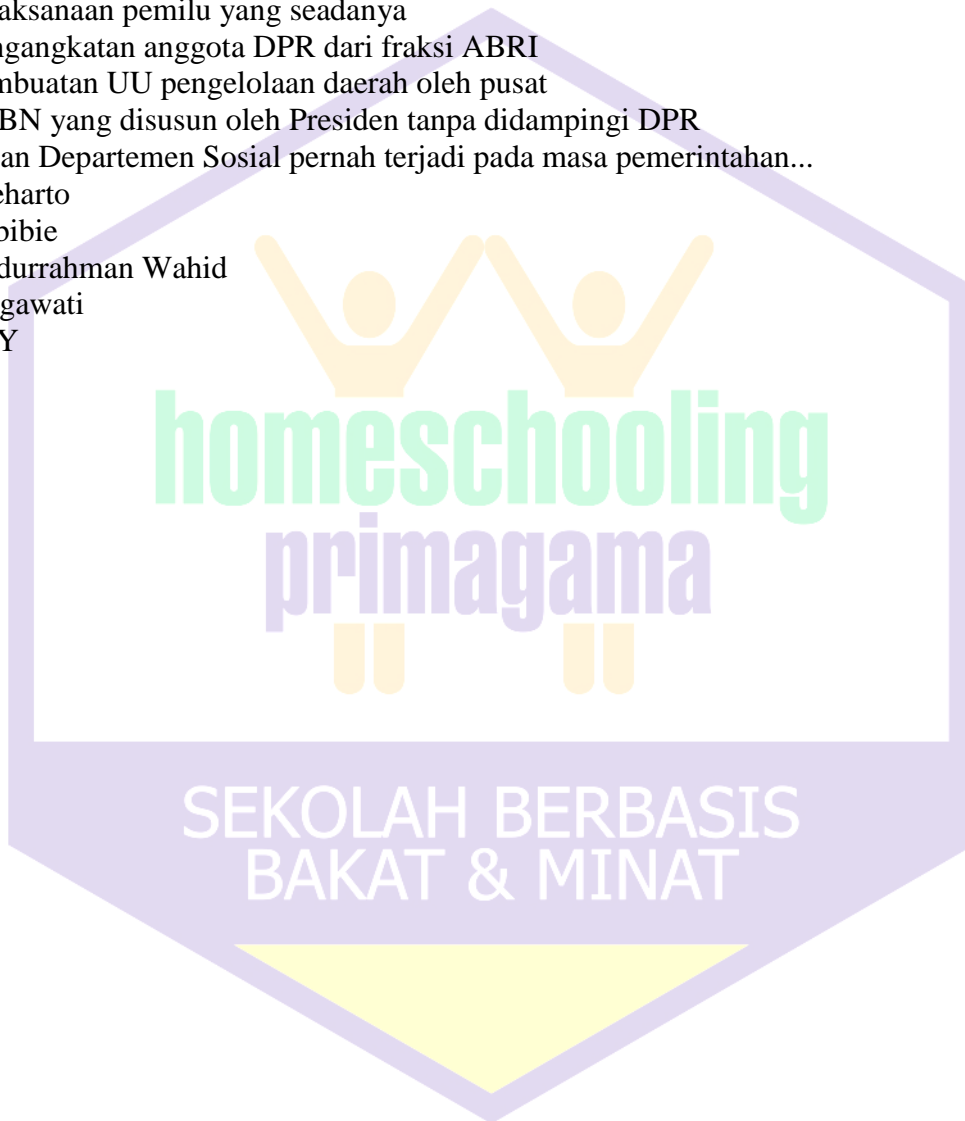 aksanaan pemilu yang seadanya
ngangkatan anggota DPR dari fraksi ABRI
mbuatan UU pengelolaan daerah oleh pusat
BN yang disusun oleh Presiden tanpa didampingi DPR
an Departemen Sosial pernah terjadi pada masa pemerintahan...
eharto
bibie
durrahman Wahid
gawati
Y
homeschooling
primagama
SEKOLAH BERBASIS
BAKAT & MINAT